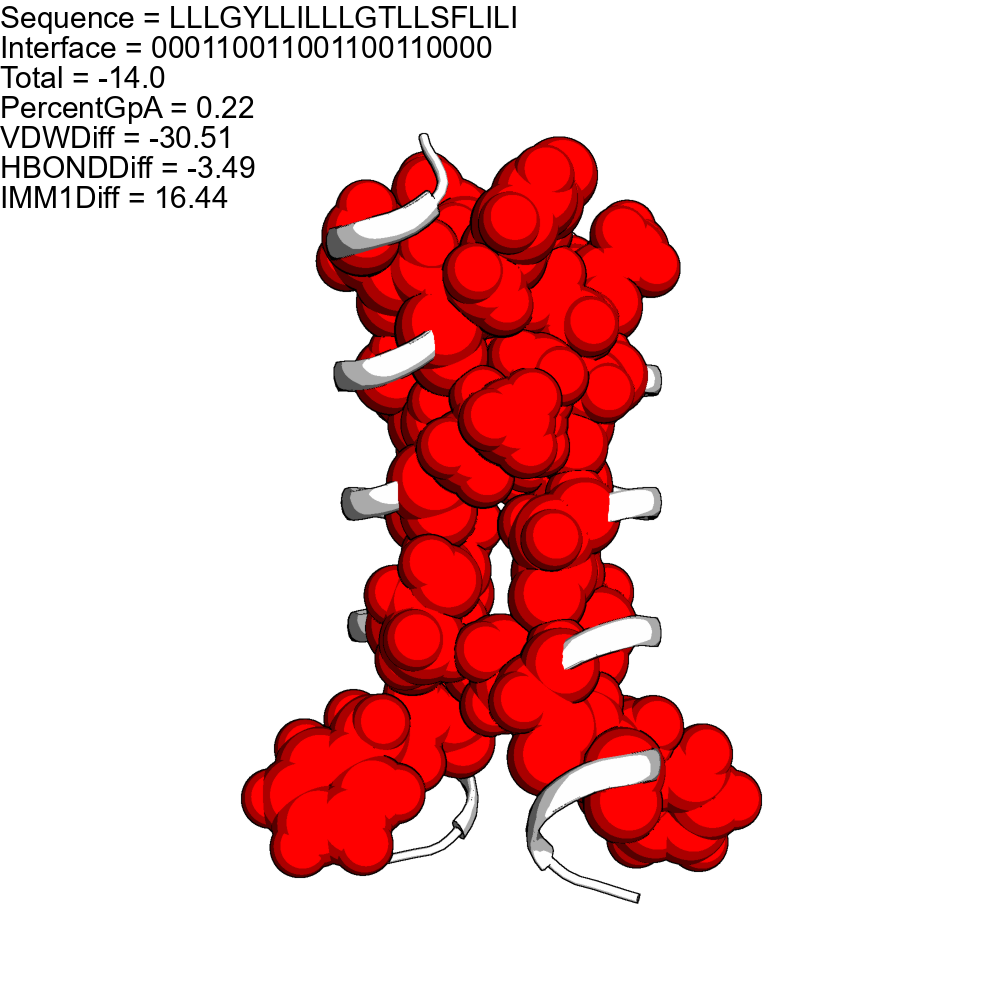 Sequence = LLLGYLLILLLGTLLSFLILI
Interface = 000110011001100110000
Total = -14.0
PercentGpA = 0.22
VDWDiff = -30.51
HBONDDiff = -3.49
IMM1Diff = 16.44